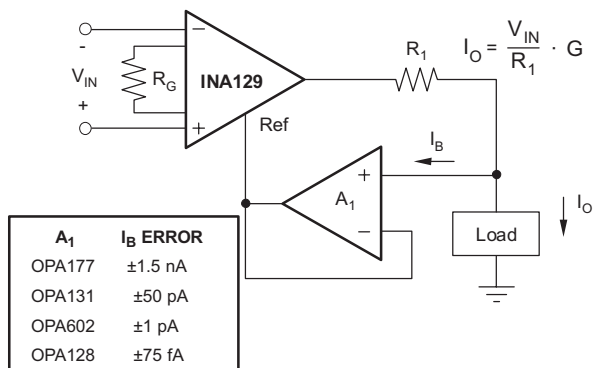 -
V_IN
+
R_G
−
INA129
+
Ref
R_1
I_O = V_IN / R_1 · G
I_B
+
A_1
−
I_O
Load
A_1 I_B ERROR
OPA177 ±1.5 nA
OPA131 ±50 pA
OPA602 ±1 pA
OPA128 ±75 fA